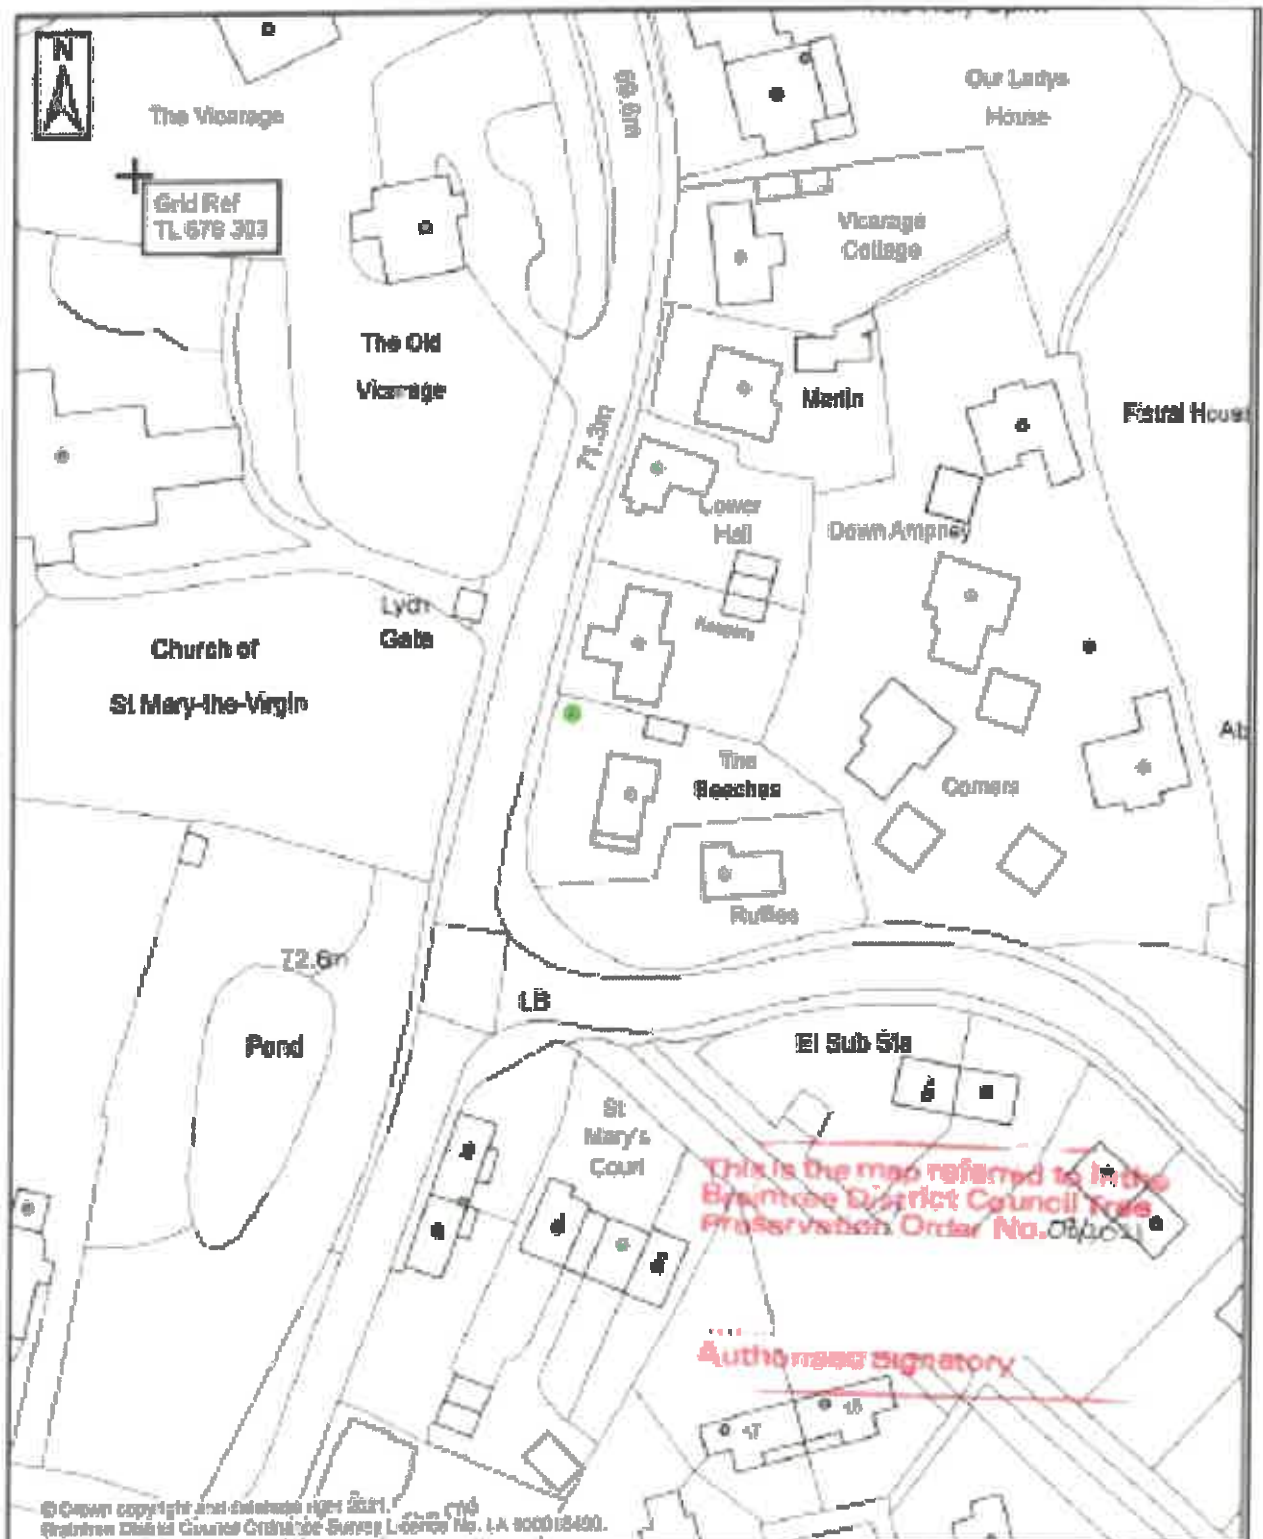 N
The Vicarage
Grid Ref
TL 678 303
Our Ladys
House
Vicarage
Cottage
The Old
Vicarage
71.3m
Merlin
Fistral House
Lower
Hall
Down Ampney
Lych
Gate
Church of
St Mary-the-Virgin
The
Beeches
Corners
Ruffles
72.6m
LB
Pond
El Sub Sta
St
Mary's
Court
This is the map referred to in the
Braintree District Council Tree
Preservation Order No.
Authorised Signatory
17
© Crown copyright and database right 2021.
Braintree District Council Ordnance Survey Licence No. LA 100018490.